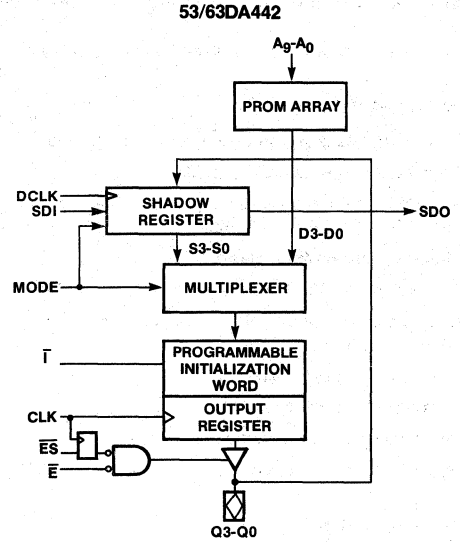 53/63DA442
A9-A0
PROM ARRAY
DCLK
SDI
SHADOW
REGISTER
SDO
D3-D0
S3-S0
MODE
MULTIPLEXER
I̅
PROGRAMMABLE
INITIALIZATION
WORD
CLK
OUTPUT
REGISTER
E̅S̅
E̅
Q3-Q0